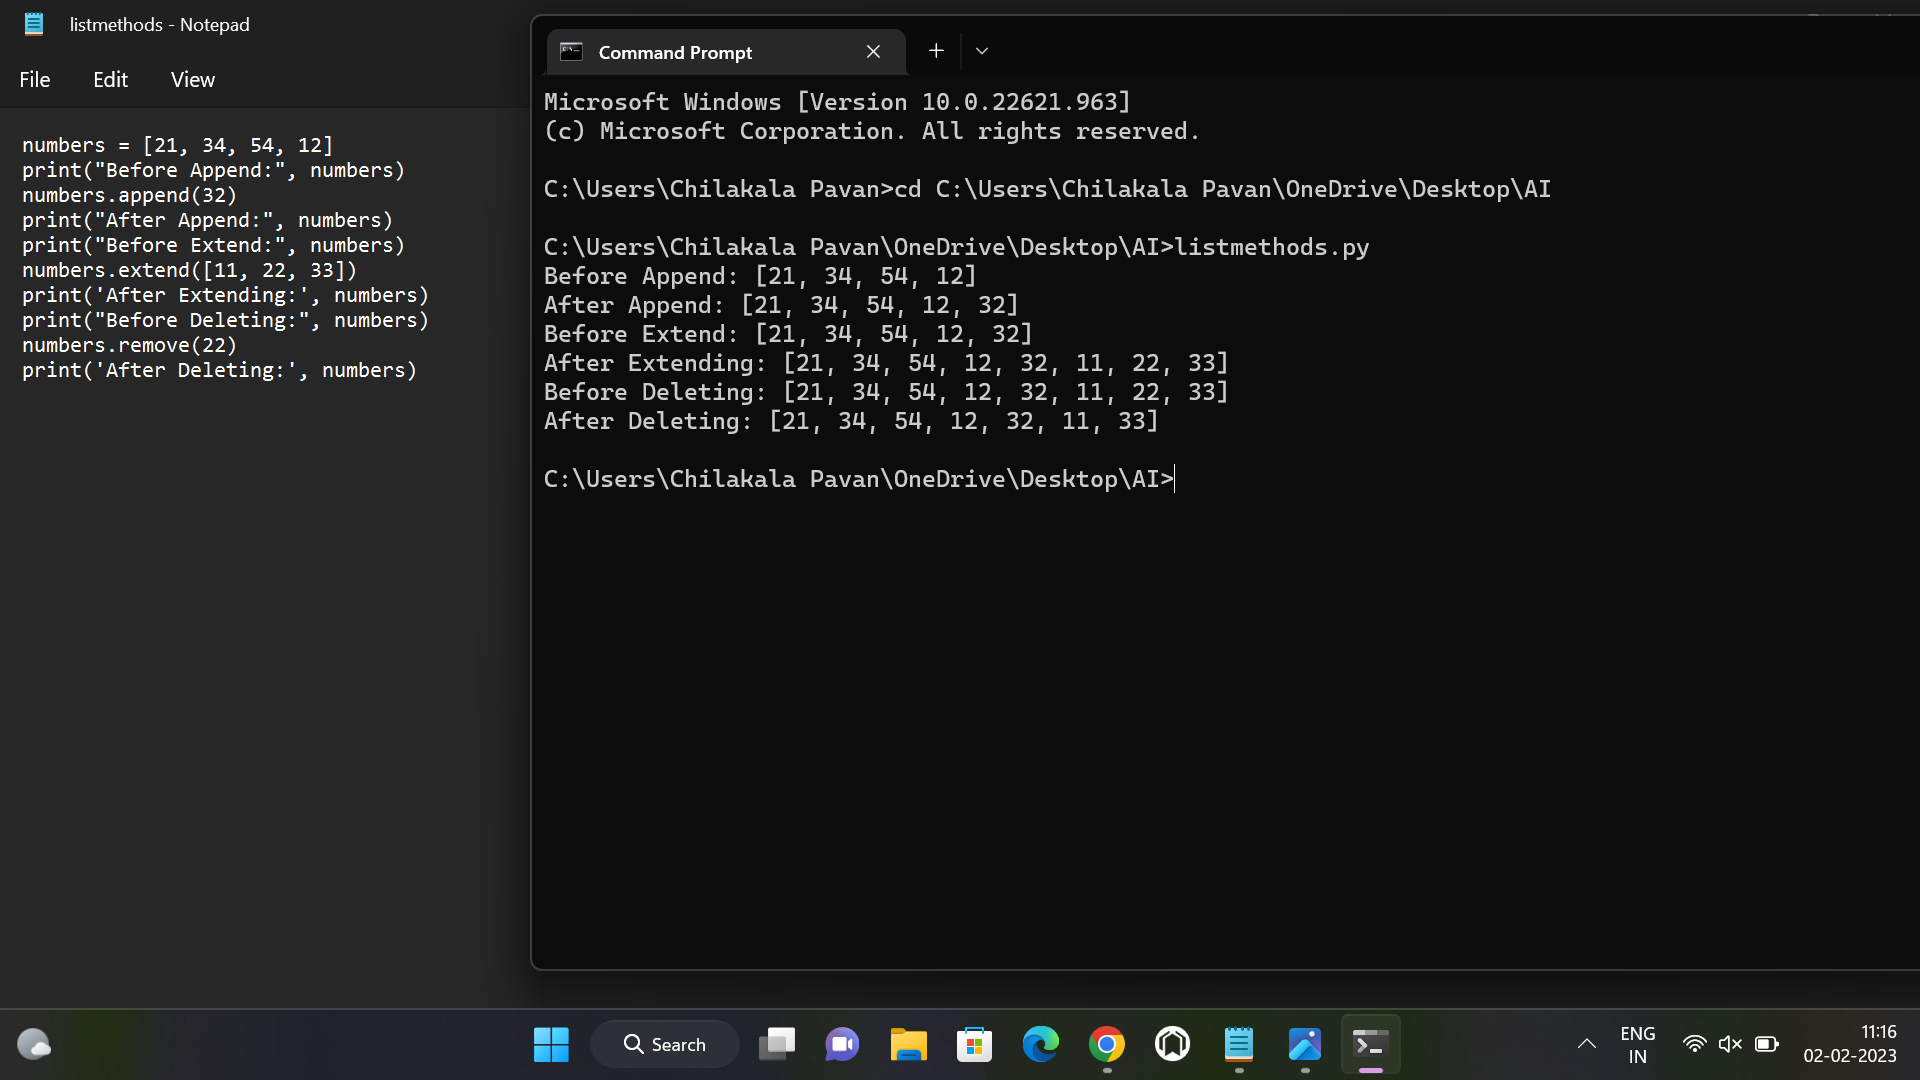 listmethods - Notepad
File Edit View
numbers = [21, 34, 54, 12]
print("Before Append:", numbers)
numbers.append(32)
print("After Append:", numbers)
print("Before Extend:", numbers)
numbers.extend([11, 22, 33])
print('After Extending:', numbers)
print("Before Deleting:", numbers)
numbers.remove(22)
print('After Deleting:', numbers)
Command Prompt
Microsoft Windows [Version 10.0.22621.963]
(c) Microsoft Corporation. All rights reserved.
C:\Users\Chilakala Pavan>cd C:\Users\Chilakala Pavan\OneDrive\Desktop\AI
C:\Users\Chilakala Pavan\OneDrive\Desktop\AI>listmethods.py
Before Append: [21, 34, 54, 12]
After Append: [21, 34, 54, 12, 32]
Before Extend: [21, 34, 54, 12, 32]
After Extending: [21, 34, 54, 12, 32, 11, 22, 33]
Before Deleting: [21, 34, 54, 12, 32, 11, 22, 33]
After Deleting: [21, 34, 54, 12, 32, 11, 33]
C:\Users\Chilakala Pavan\OneDrive\Desktop\AI>
Search
ENG
IN
11:16
02-02-2023